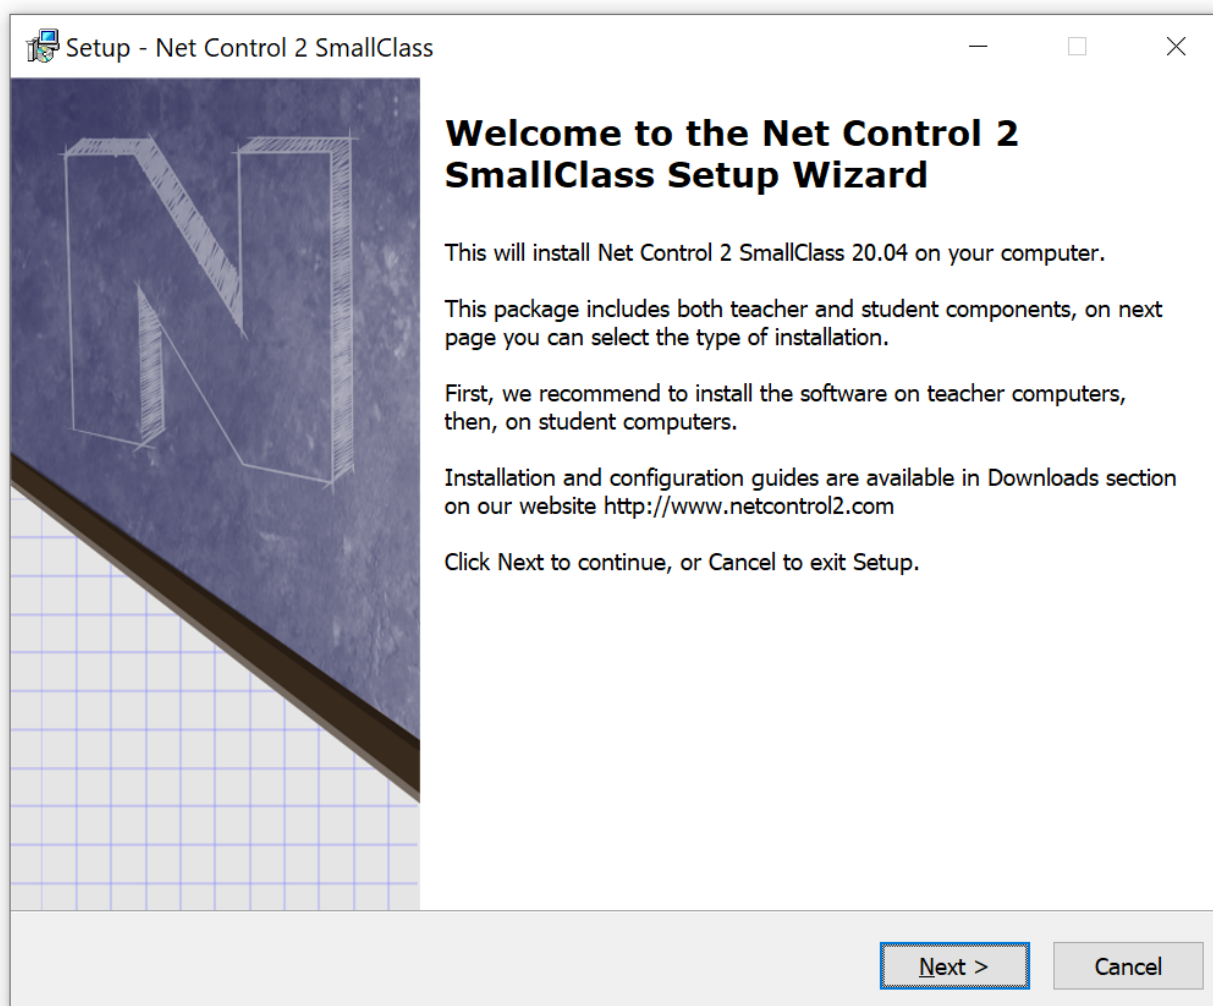 Setup - Net Control 2 SmallClass
N
Welcome to the Net Control 2
SmallClass Setup Wizard
This will install Net Control 2 SmallClass 20.04 on your computer.
This package includes both teacher and student components, on next
page you can select the type of installation.
First, we recommend to install the software on teacher computers,
then, on student computers.
Installation and configuration guides are available in Downloads section
on our website http://www.netcontrol2.com
Click Next to continue, or Cancel to exit Setup.
Next >
Cancel